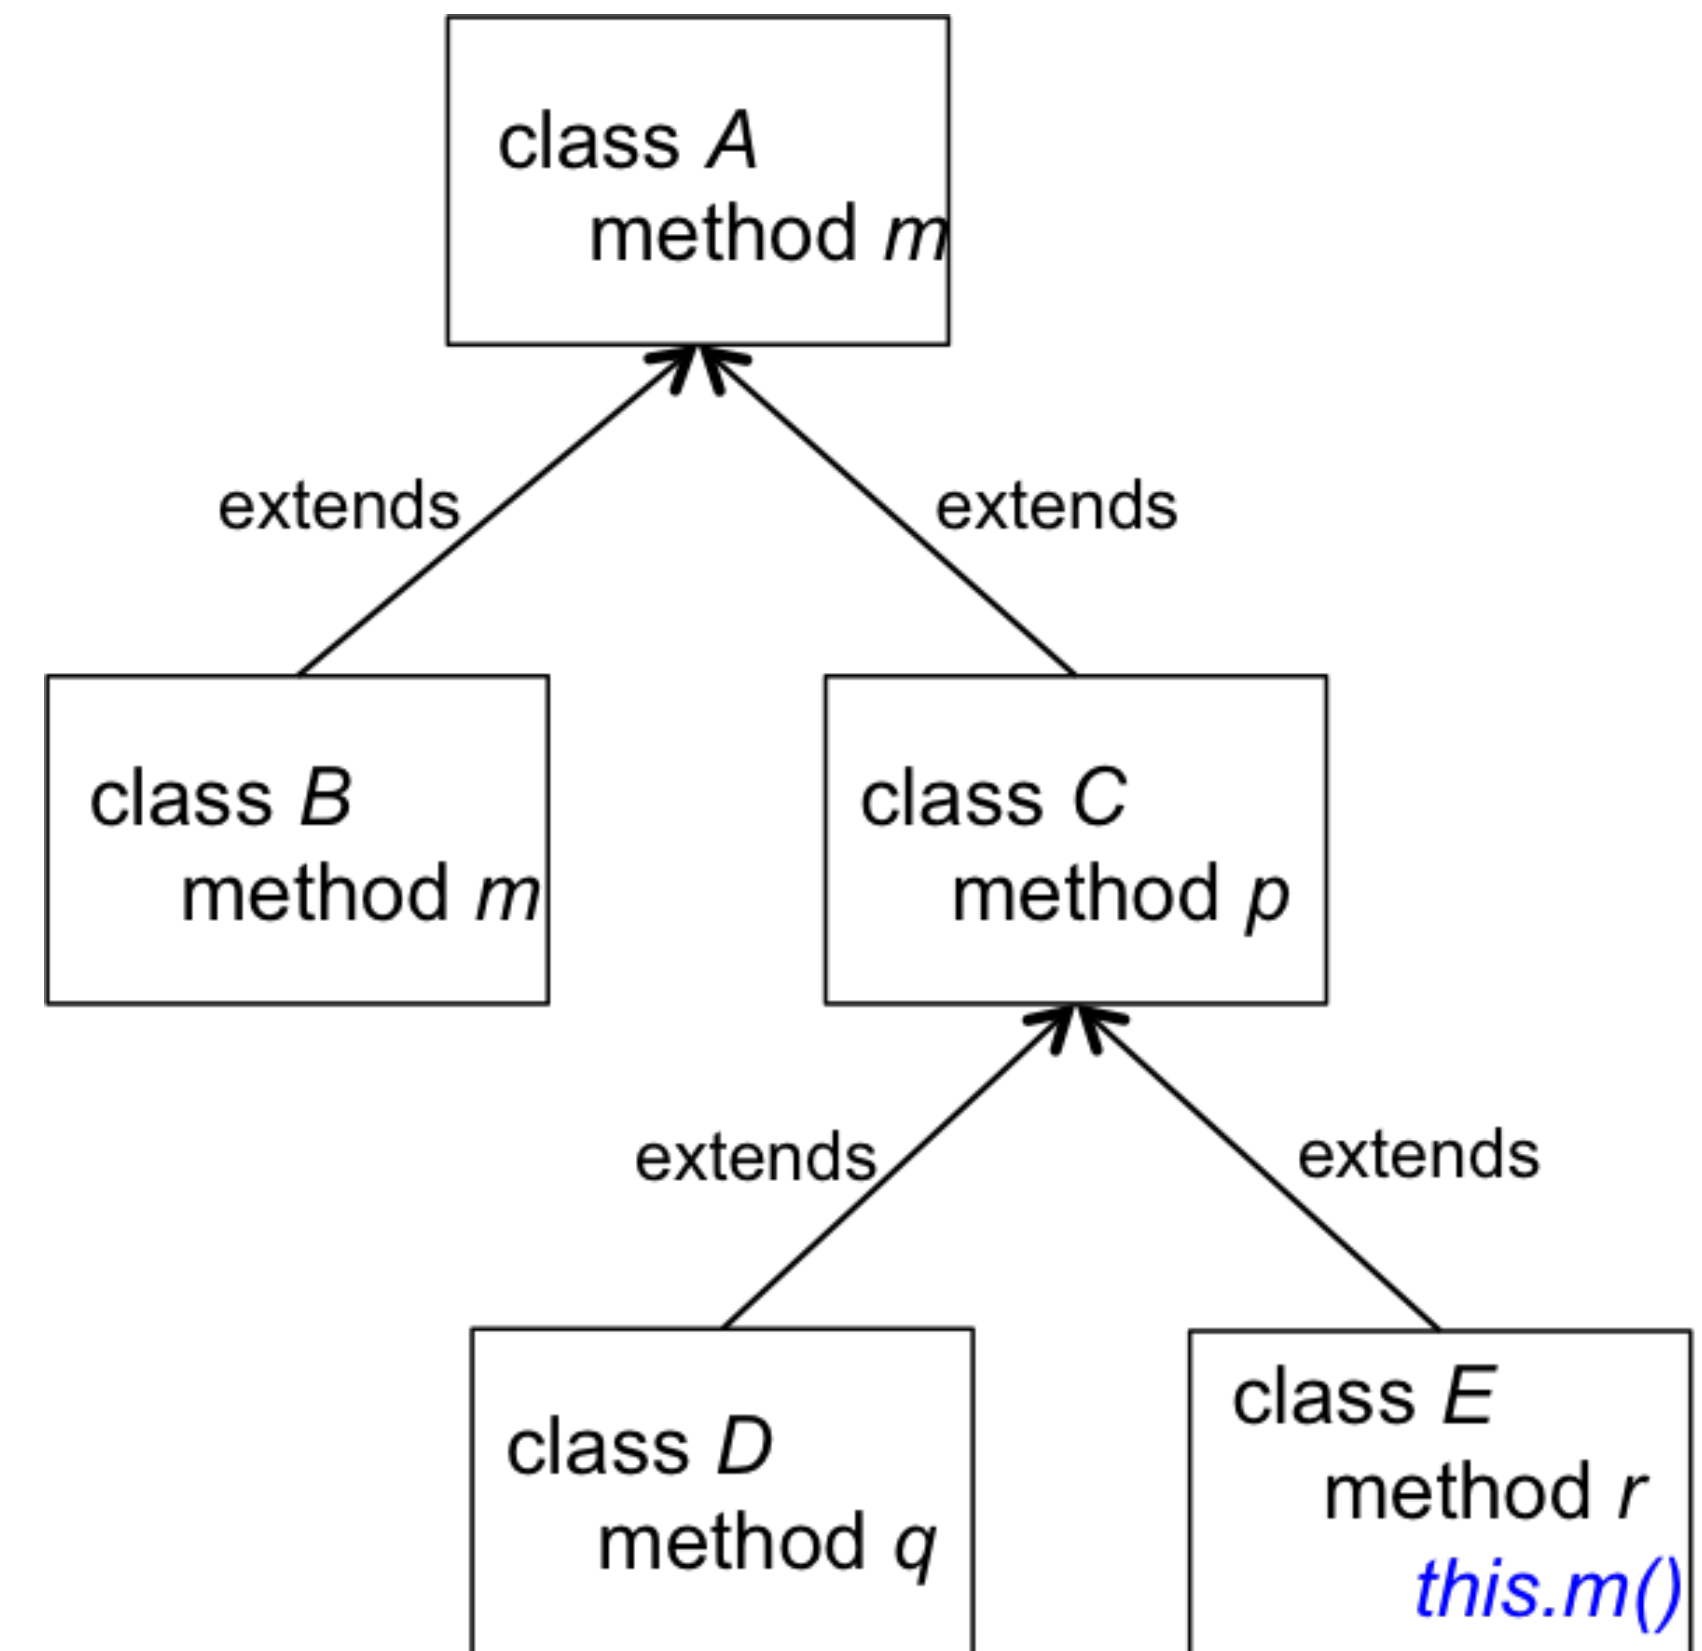 class A
method m
extends
extends
class B
method m
class C
method p
extends
extends
class D
method q
class E
method r
this.m()